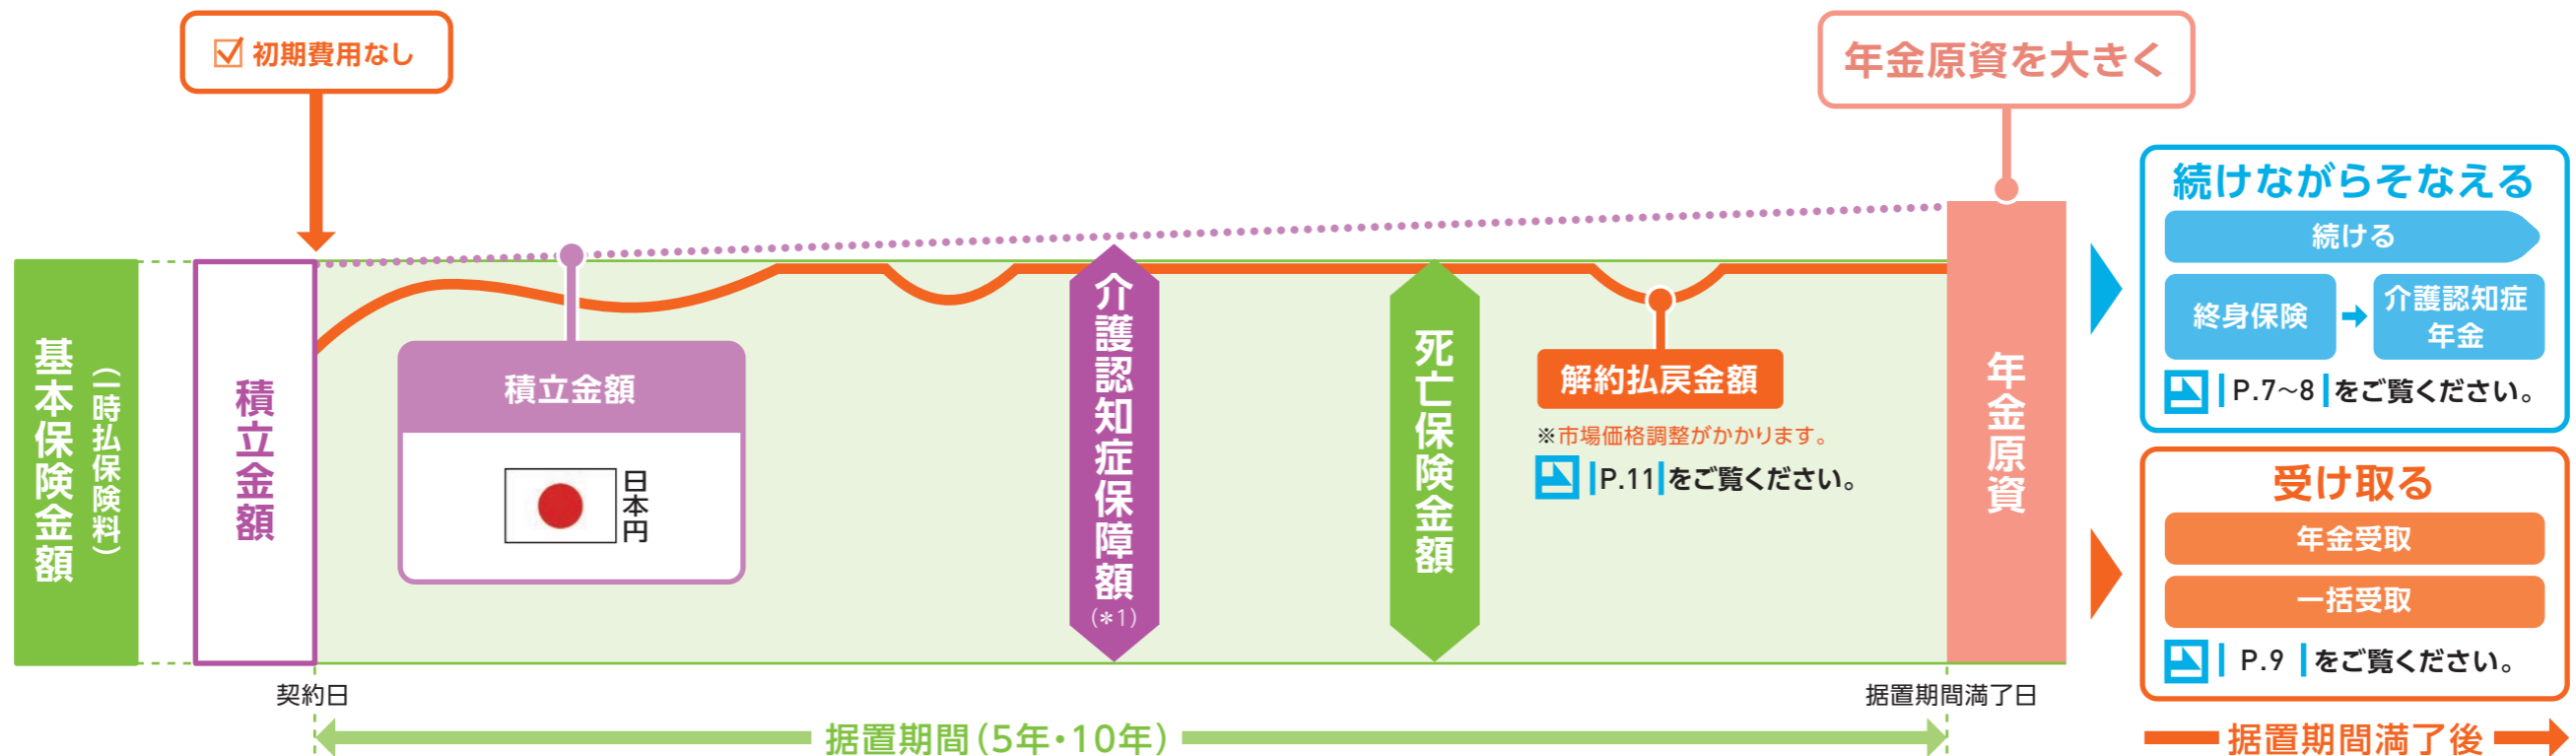 初期費用なし
年金原資を大きく
基本保険金額
(一時払保険料)
積立金額
積立金額
日本円
介護認知症保障額
(*1)
死亡保険金額
解約払戻金額
※市場価格調整がかかります。
P.11 をご覧ください。
年金原資
続けながらそなえる
続ける
終身保険
介護認知症
年金
P.7~8 をご覧ください。
受け取る
年金受取
一括受取
P.9 をご覧ください。
契約日
据置期間満了日
据置期間(5年・10年)
据置期間満了後